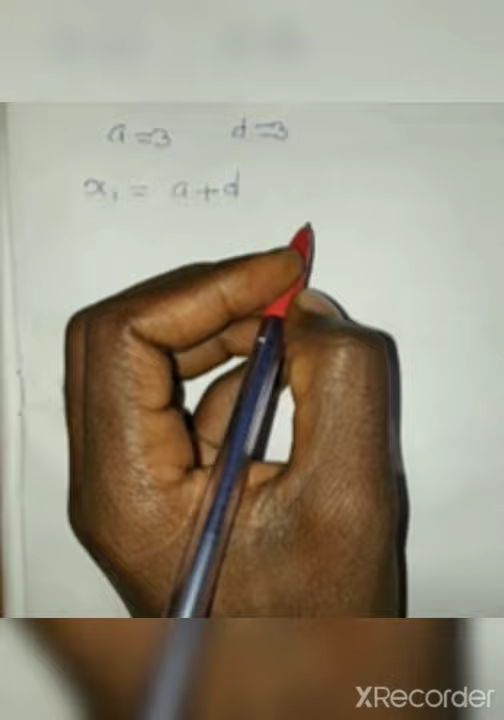 a=3 d=3
x₁ = a+d
XRecorder